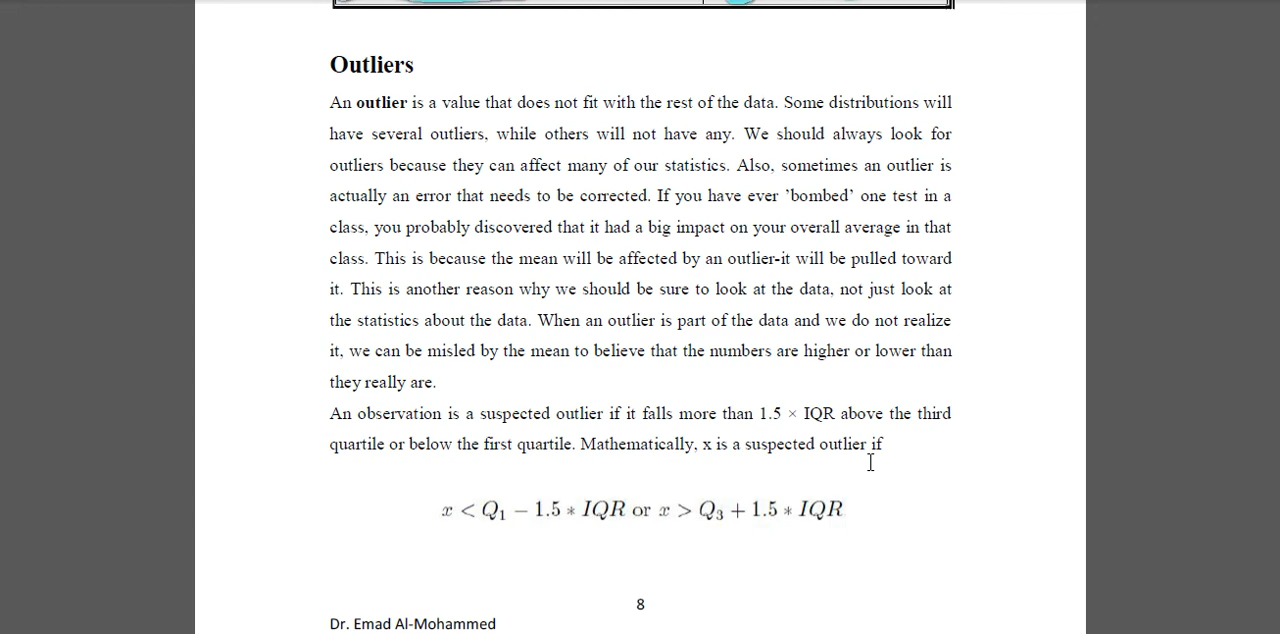 Outliers
An outlier is a value that does not fit with the rest of the data. Some distributions will
have several outliers, while others will not have any. We should always look for
outliers because they can affect many of our statistics. Also, sometimes an outlier is
actually an error that needs to be corrected. If you have ever ’bombed’ one test in a
class, you probably discovered that it had a big impact on your overall average in that
class. This is because the mean will be affected by an outlier-it will be pulled toward
it. This is another reason why we should be sure to look at the data, not just look at
the statistics about the data. When an outlier is part of the data and we do not realize
it, we can be misled by the mean to believe that the numbers are higher or lower than
they really are.
An observation is a suspected outlier if it falls more than 1.5 × IQR above the third
quartile or below the first quartile. Mathematically, x is a suspected outlier if
x < Q₁ − 1.5 * IQR or x > Q₃ + 1.5 * IQR
8
Dr. Emad Al-Mohammed